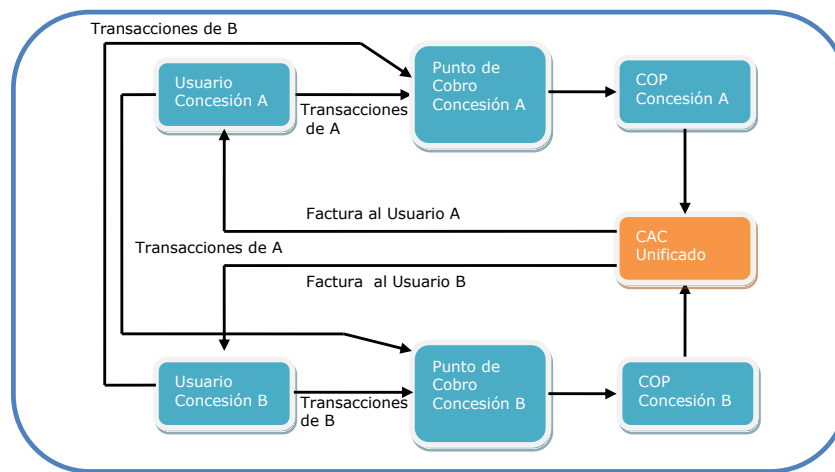 Transacciones de B
Usuario
Concesión A
Transacciones
de A
Punto de
Cobro
Concesión A
COP
Concesión A
Factura al Usuario A
CAC
Unificado
Transacciones de A
Factura al Usuario B
Usuario
Concesión B
Transacciones
de B
Punto de
Cobro
Concesión B
COP
Concesión B